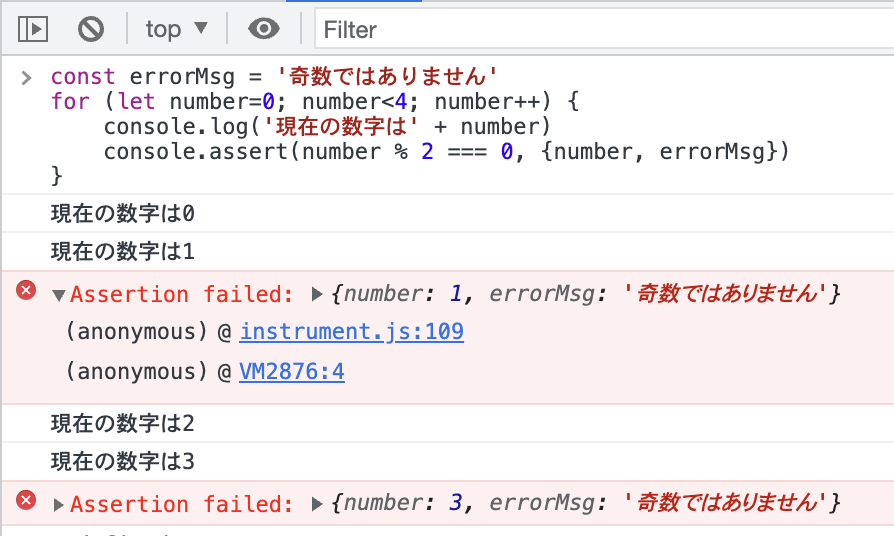 top ▼ Filter
> const errorMsg = '奇数ではありません'
for (let number=0; number<4; number++) {
    console.log('現在の数字は' + number)
    console.assert(number % 2 === 0, {number, errorMsg})
}
現在の数字は0
現在の数字は1
▼Assertion failed: ▶{number: 1, errorMsg: '奇数ではありません'}
(anonymous) @ instrument.js:109
(anonymous) @ VM2876:4
現在の数字は2
現在の数字は3
▶Assertion failed: ▶{number: 3, errorMsg: '奇数ではありません'}